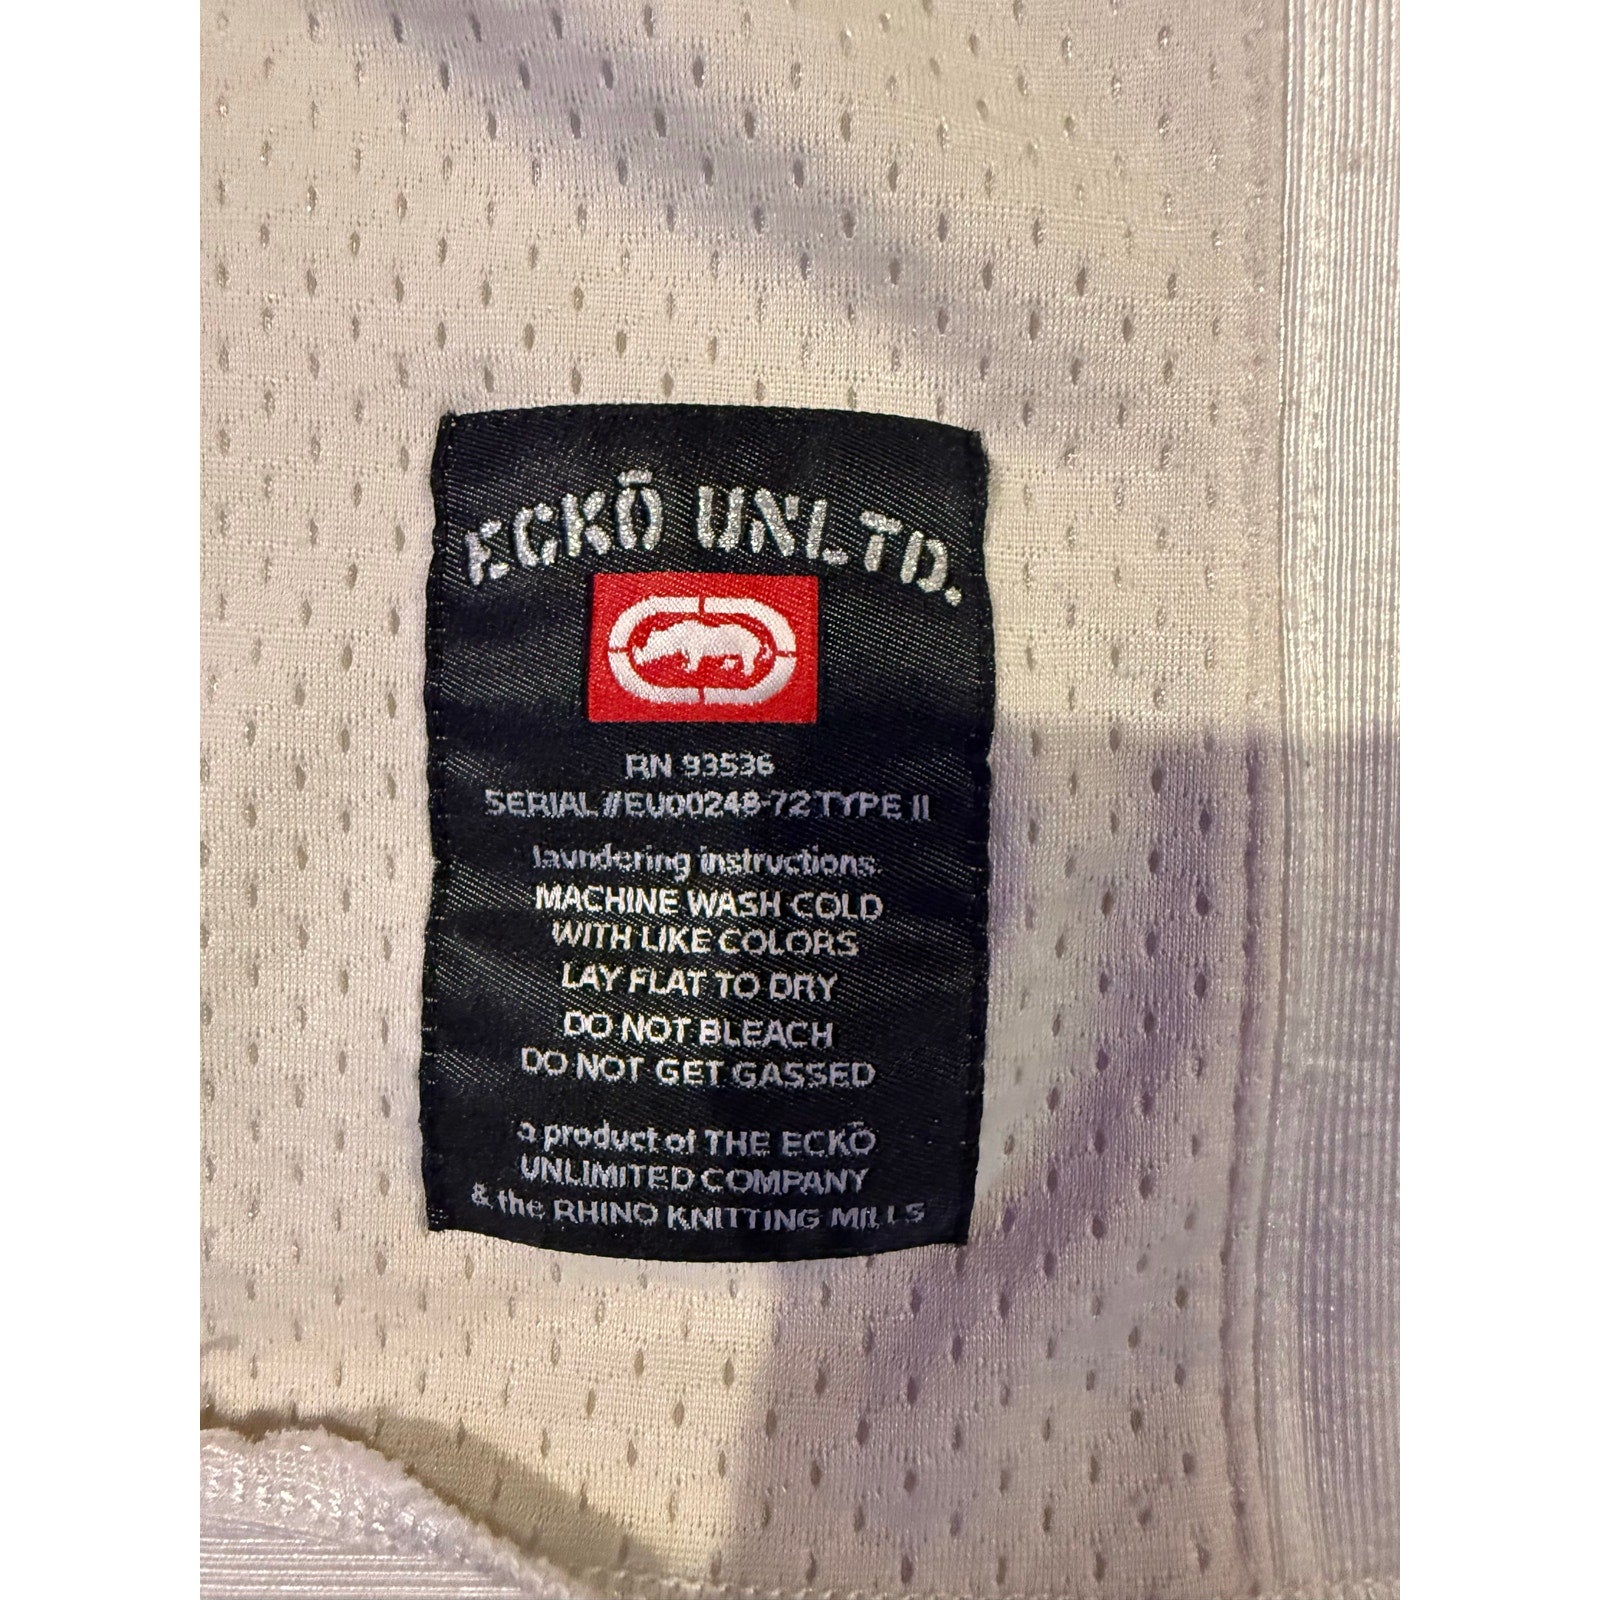 ECKŌ UNLTD.
RN 93536
SERIAL #EU00248-72 TYPE II
laundering instructions:
MACHINE WASH COLD
WITH LIKE COLORS
LAY FLAT TO DRY
DO NOT BLEACH
DO NOT GET GASSED
a product of THE ECKŌ
UNLIMITED COMPANY
& the RHINO KNITTING MILLS